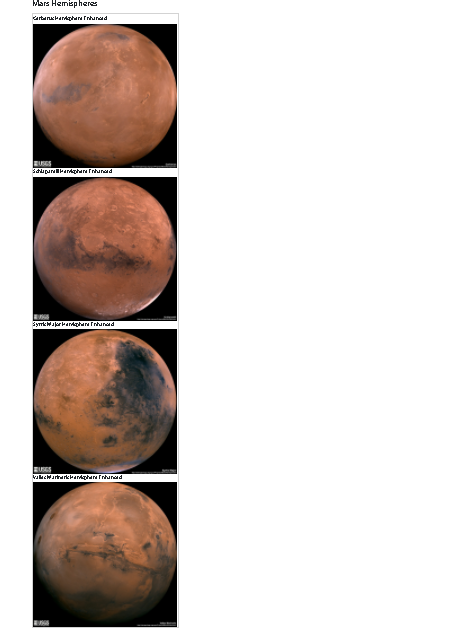 Mars Hemispheres
Cerberus Hemisphere Enhanced
USGS
Schiaparelli Hemisphere Enhanced
USGS
Syrtis Major Hemisphere Enhanced
USGS
Valles Marineris Hemisphere Enhanced
USGS